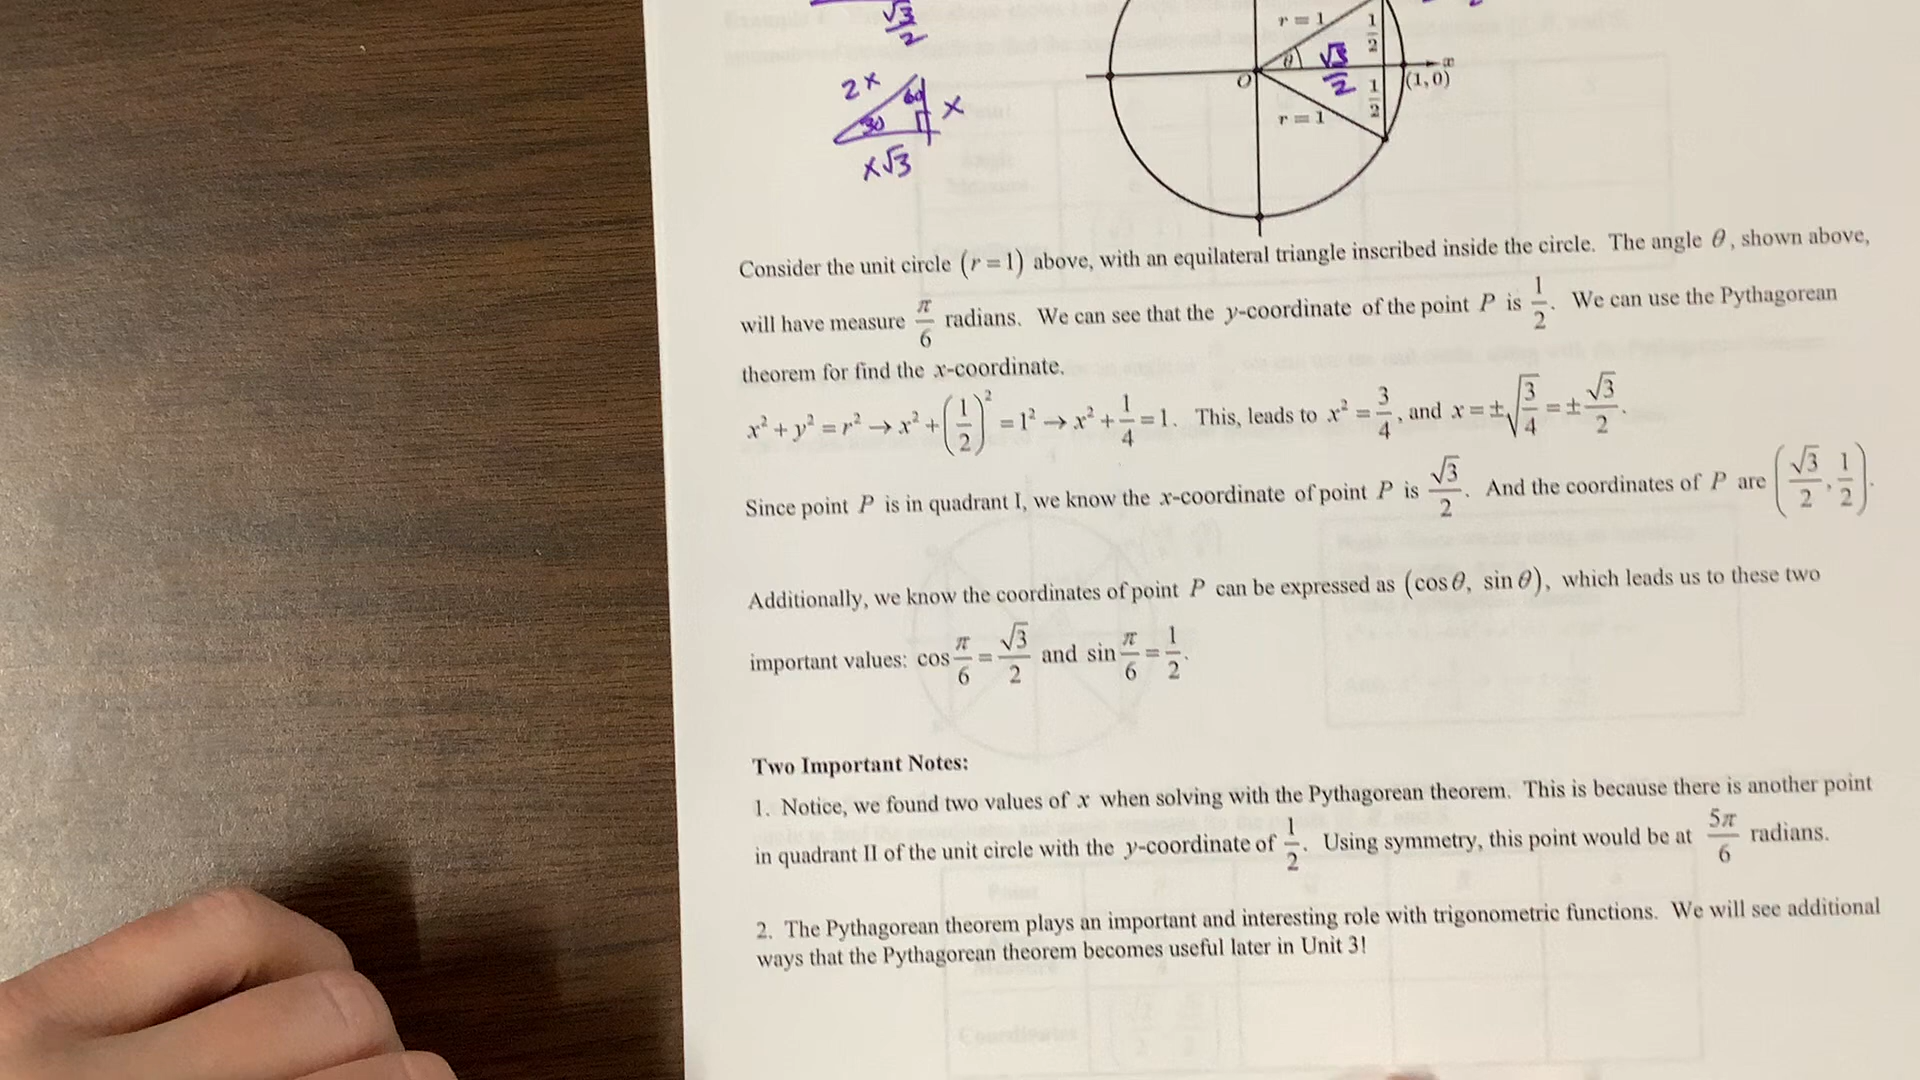 √3/2
2x
60
x
30
x√3
r = 1
1/2
θ
√3/2
x
O
1/2
(1, 0)
r = 1
Consider the unit circle (r = 1) above, with an equilateral triangle inscribed inside the circle. The angle θ, shown above,
will have measure π/6 radians. We can see that the y-coordinate of the point P is 1/2. We can use the Pythagorean
theorem for find the x-coordinate.
x² + y² = r² → x² + (1/2)² = 1² → x² + 1/4 = 1. This, leads to x² = 3/4, and x = ±√(3/4) = ±√3/2.
Since point P is in quadrant I, we know the x-coordinate of point P is √3/2. And the coordinates of P are (√3/2, 1/2).
Additionally, we know the coordinates of point P can be expressed as (cos θ, sin θ), which leads us to these two
important values: cos π/6 = √3/2 and sin π/6 = 1/2.
Two Important Notes:
1. Notice, we found two values of x when solving with the Pythagorean theorem. This is because there is another point
in quadrant II of the unit circle with the y-coordinate of 1/2. Using symmetry, this point would be at 5π/6 radians.
2. The Pythagorean theorem plays an important and interesting role with trigonometric functions. We will see additional
ways that the Pythagorean theorem becomes useful later in Unit 3!